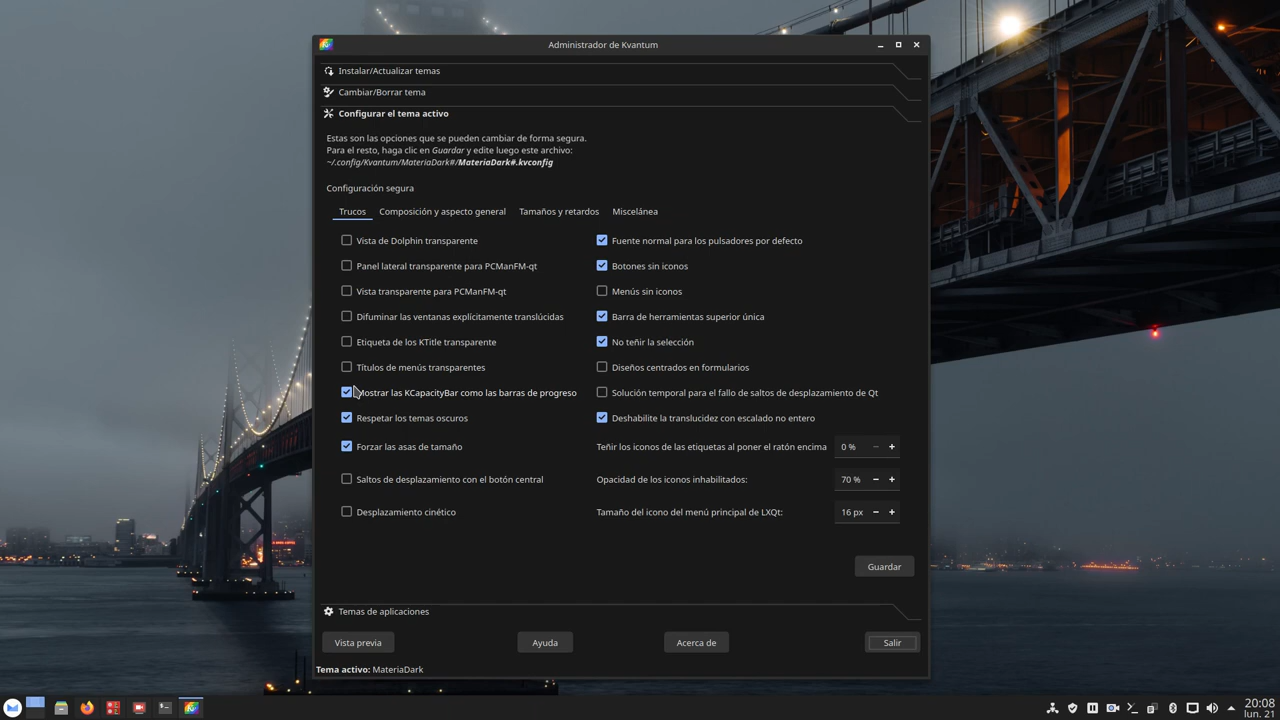 Administrador de Kvantum
Instalar/Actualizar temas
Cambiar/Borrar tema
Configurar el tema activo
Estas son las opciones que se pueden cambiar de forma segura.
Para el resto, haga clic en Guardar y edite luego este archivo:
~/.config/Kvantum/MateriaDark#/MateriaDark#.kvconfig
Configuración segura
Trucos Composición y aspecto general Tamaños y retardos Miscelánea
Vista de Dolphin transparente
Fuente normal para los pulsadores por defecto
Panel lateral transparente para PCManFM-qt
Botones sin iconos
Vista transparente para PCManFM-qt
Menús sin iconos
Difuminar las ventanas explícitamente translúcidas
Barra de herramientas superior única
Etiqueta de los KTitle transparente
No teñir la selección
Títulos de menús transparentes
Diseños centrados en formularios
Mostrar las KCapacityBar como las barras de progreso
Solución temporal para el fallo de saltos de desplazamiento de Qt
Respetar los temas oscuros
Deshabilite la translucidez con escalado no entero
Forzar las asas de tamaño
Teñir los iconos de las etiquetas al poner el ratón encima 0 %
Saltos de desplazamiento con el botón central
Opacidad de los iconos inhabilitados: 70 %
Desplazamiento cinético
Tamaño del icono del menú principal de LXQt: 16 px
Guardar
Temas de aplicaciones
Vista previa Ayuda Acerca de Salir
Tema activo: MateriaDark
20:08
lun. 21